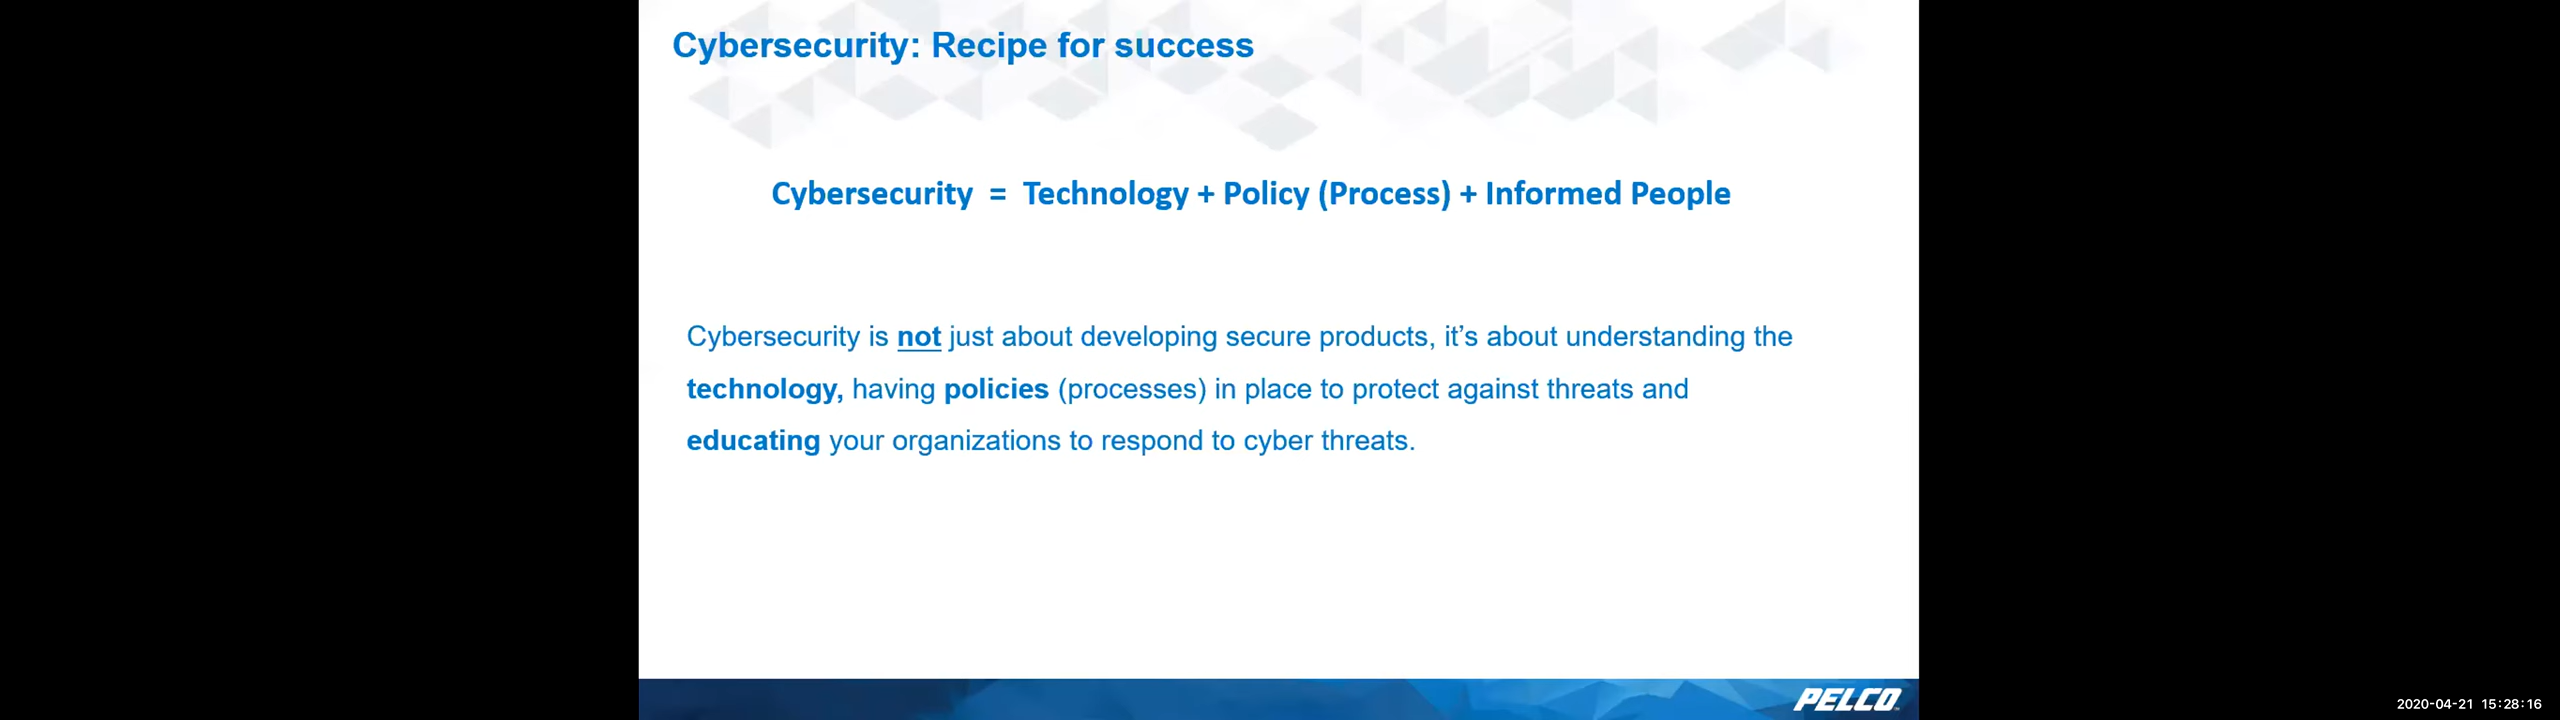 Cybersecurity: Recipe for success
Cybersecurity = Technology + Policy (Process) + Informed People
Cybersecurity is not just about developing secure products, it’s about understanding the
technology, having policies (processes) in place to protect against threats and
educating your organizations to respond to cyber threats.
PELCO
2020-04-21 15:28:16